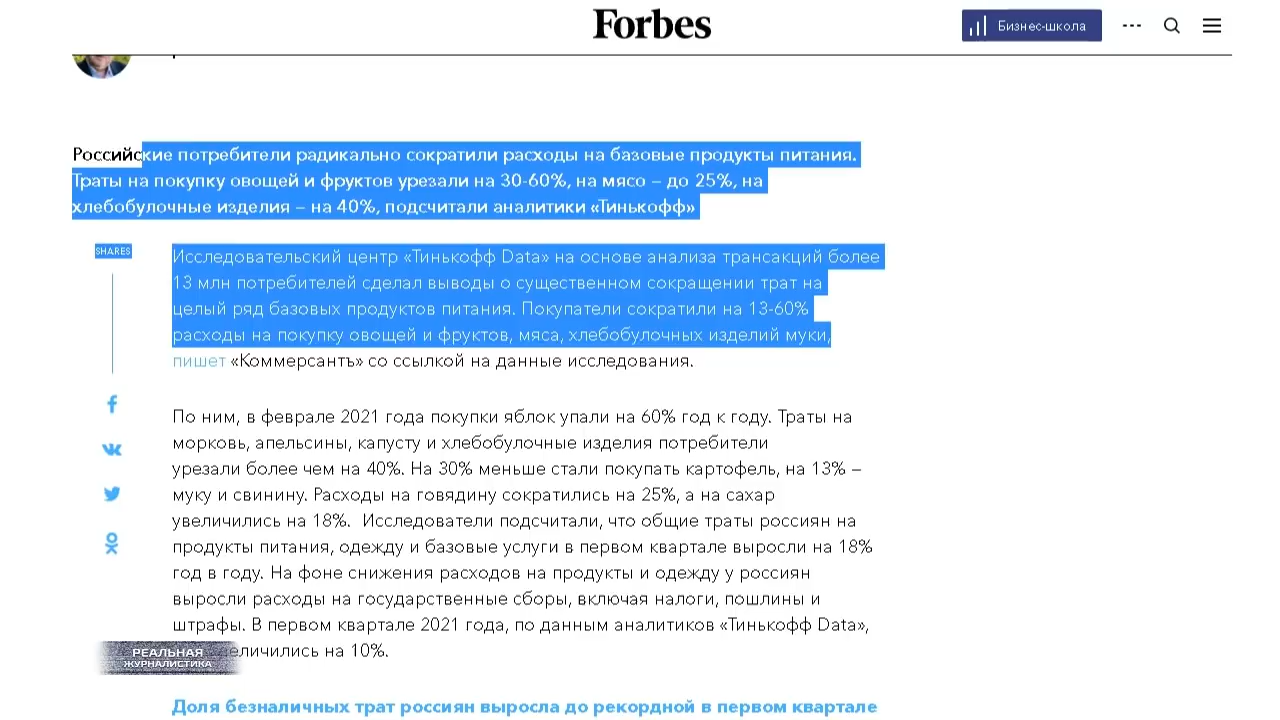 Forbes
Бизнес-школа
Российские потребители радикально сократили расходы на базовые продукты питания.
Траты на покупку овощей и фруктов урезали на 30-60%, на мясо – до 25%, на
хлебобулочные изделия – на 40%, подсчитали аналитики «Тинькофф»
SHARES
Исследовательский центр «Тинькофф Data» на основе анализа трансакций более
13 млн потребителей сделал выводы о существенном сокращении трат на
целый ряд базовых продуктов питания. Покупатели сократили на 13-60%
расходы на покупку овощей и фруктов, мяса, хлебобулочных изделий муки,
пишет «Коммерсантъ» со ссылкой на данные исследования.
По ним, в феврале 2021 года покупки яблок упали на 60% год к году. Траты на
морковь, апельсины, капусту и хлебобулочные изделия потребители
урезали более чем на 40%. На 30% меньше стали покупать картофель, на 13% –
муку и свинину. Расходы на говядину сократились на 25%, а на сахар
увеличились на 18%. Исследователи подсчитали, что общие траты россиян на
продукты питания, одежду и базовые услуги в первом квартале выросли на 18%
год в году. На фоне снижения расходов на продукты и одежду у россиян
выросли расходы на государственные сборы, включая налоги, пошлины и
штрафы. В первом квартале 2021 года, по данным аналитиков «Тинькофф Data»,
еличились на 10%.
РЕАЛЬНАЯ
ЖУРНАЛИСТИКА
Доля безналичных трат россиян выросла до рекордной в первом квартале